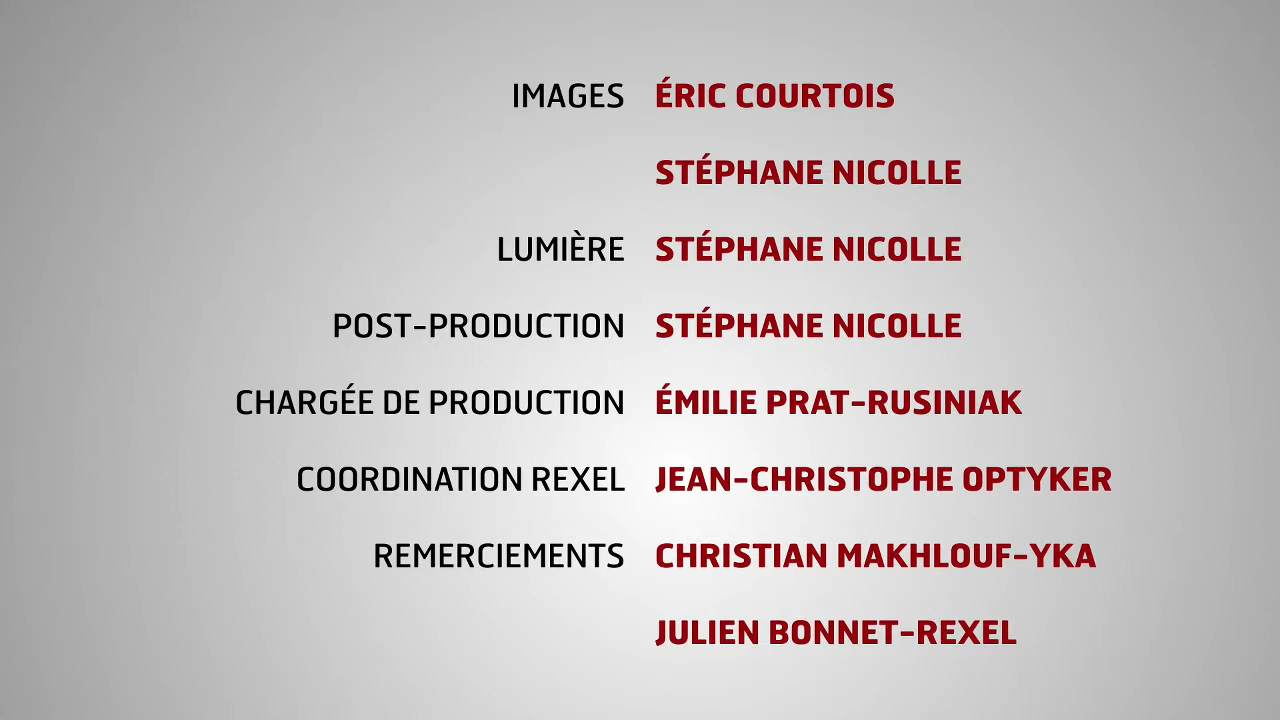 IMAGES ÉRIC COURTOIS
STÉPHANE NICOLLE
LUMIÈRE STÉPHANE NICOLLE
POST-PRODUCTION STÉPHANE NICOLLE
CHARGÉE DE PRODUCTION ÉMILIE PRAT-RUSINIAK
COORDINATION REXEL JEAN-CHRISTOPHE OPTYKER
REMERCIEMENTS CHRISTIAN MAKHLOUF-YKA
JULIEN BONNET-REXEL